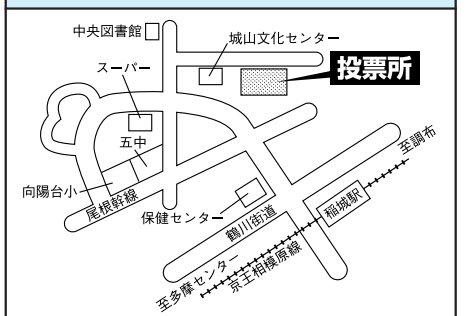 中央図書館
城山文化センター
スーパー
投票所
五中
至調布
向陽台小
尾根幹線
保健センター
稲城駅
鶴川街道
至多摩センター
京王相模原線